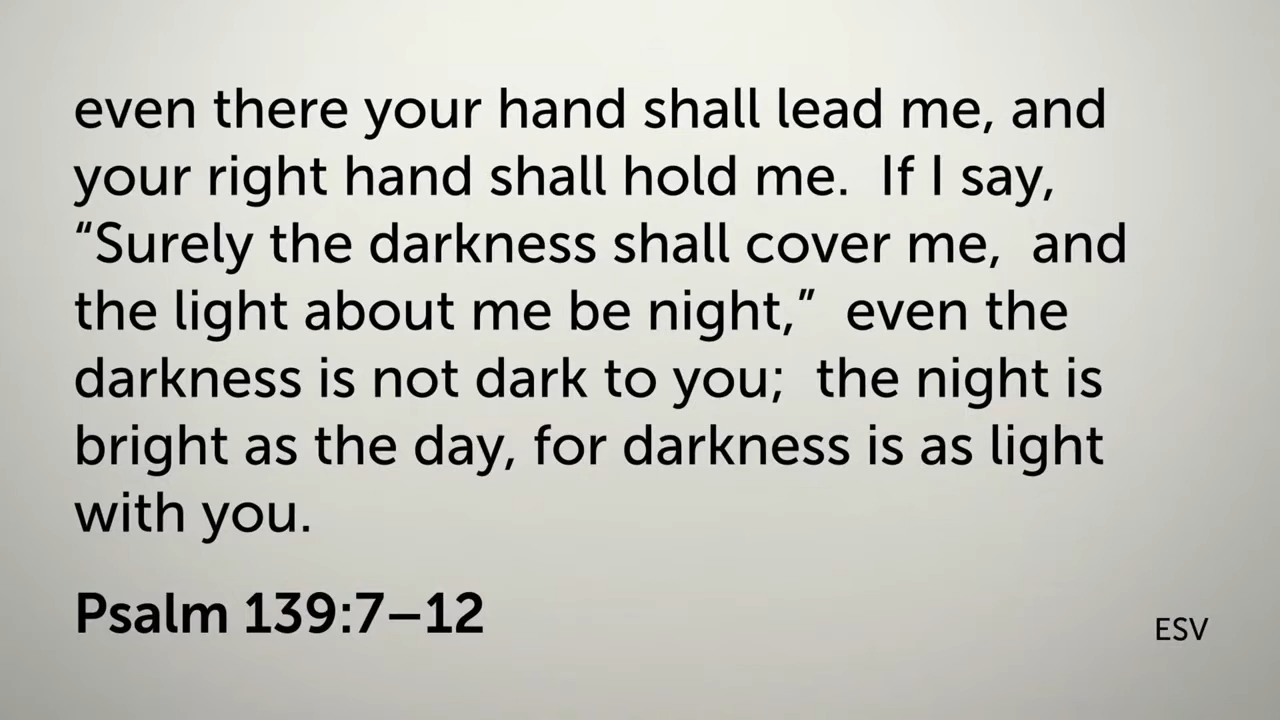 even there your hand shall lead me, and
your right hand shall hold me.  If I say,
“Surely the darkness shall cover me,  and
the light about me be night,”  even the
darkness is not dark to you;  the night is
bright as the day, for darkness is as light
with you.
Psalm 139:7–12
ESV